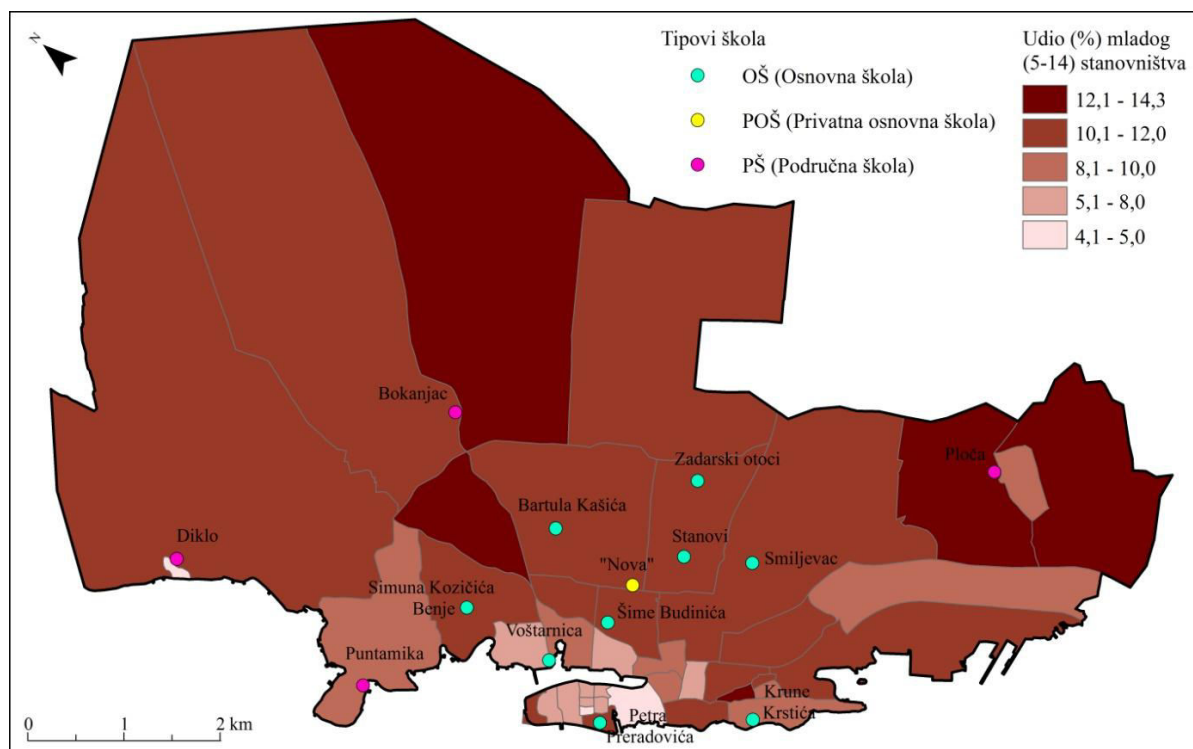 N
Tipovi škola
OŠ (Osnovna škola)
POŠ (Privatna osnovna škola)
PŠ (Područna škola)
Udio (%) mladog
(5-14) stanovništva
12,1 - 14,3
10,1 - 12,0
8,1 - 10,0
5,1 - 8,0
4,1 - 5,0
Bokanjac
Zadarski otoci
Ploča
Bartula Kašića
Diklo
Stanovi
Smiljevac
"Nova"
Simuna Kozičića
Benje
Šime Budinića
Voštarnica
Puntamika
Krune
Krstića
Petra
Preradovića
0 1 2 km